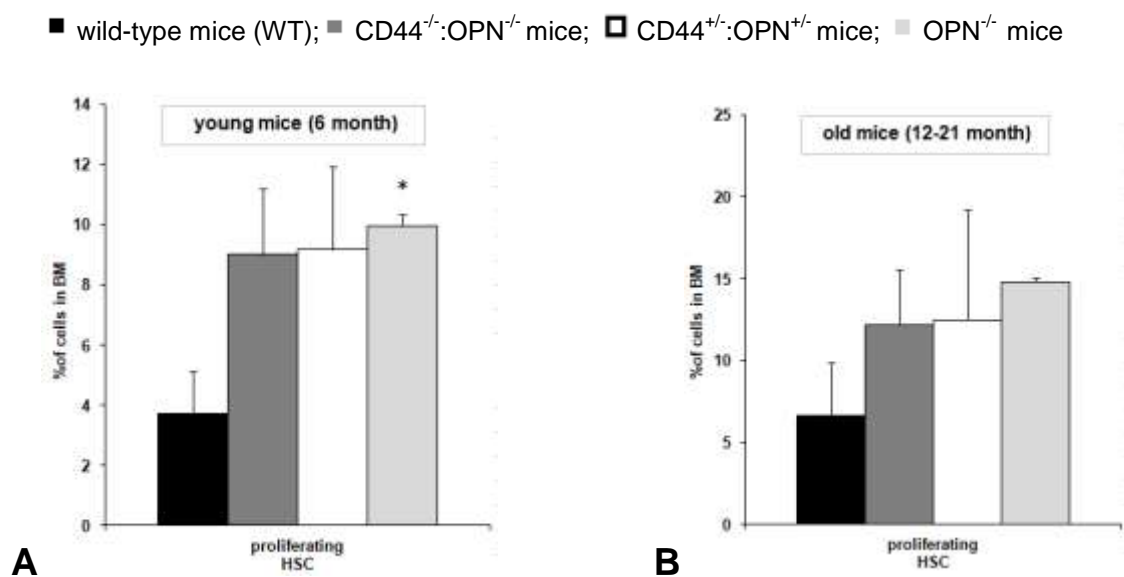 wild-type mice (WT); CD44-/-:OPN-/- mice; CD44+/-:OPN+/- mice; OPN-/- mice
young mice (6 month)
14
12
10
8
6
4
2
0
%of cells in BM
*
proliferating
HSC
A
old mice (12-21 month)
25
20
15
10
5
0
%of cells in BM
proliferating
HSC
B